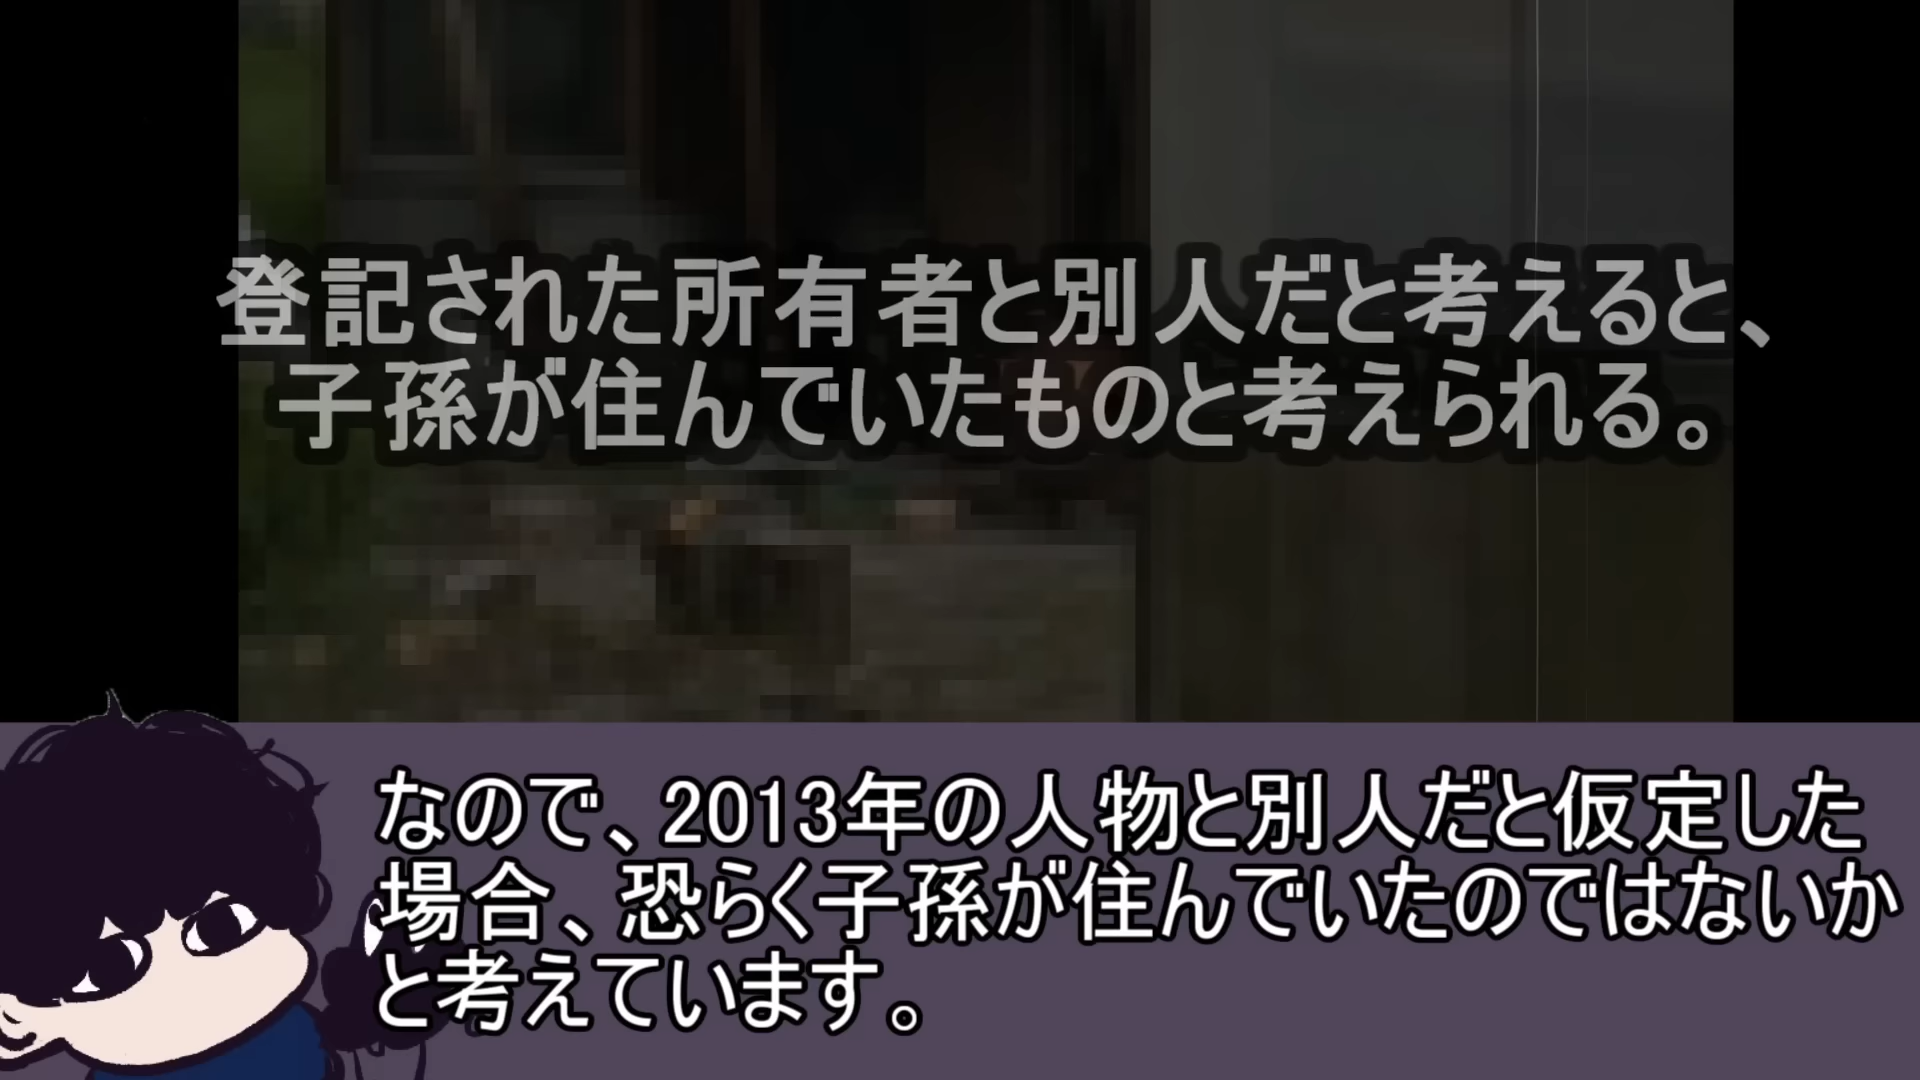 登記された所有者と別人だと考えると、
子孫が住んでいたものと考えられる。
なので、2013年の人物と別人だと仮定した
場合、恐らく子孫が住んでいたのではないか
と考えています。